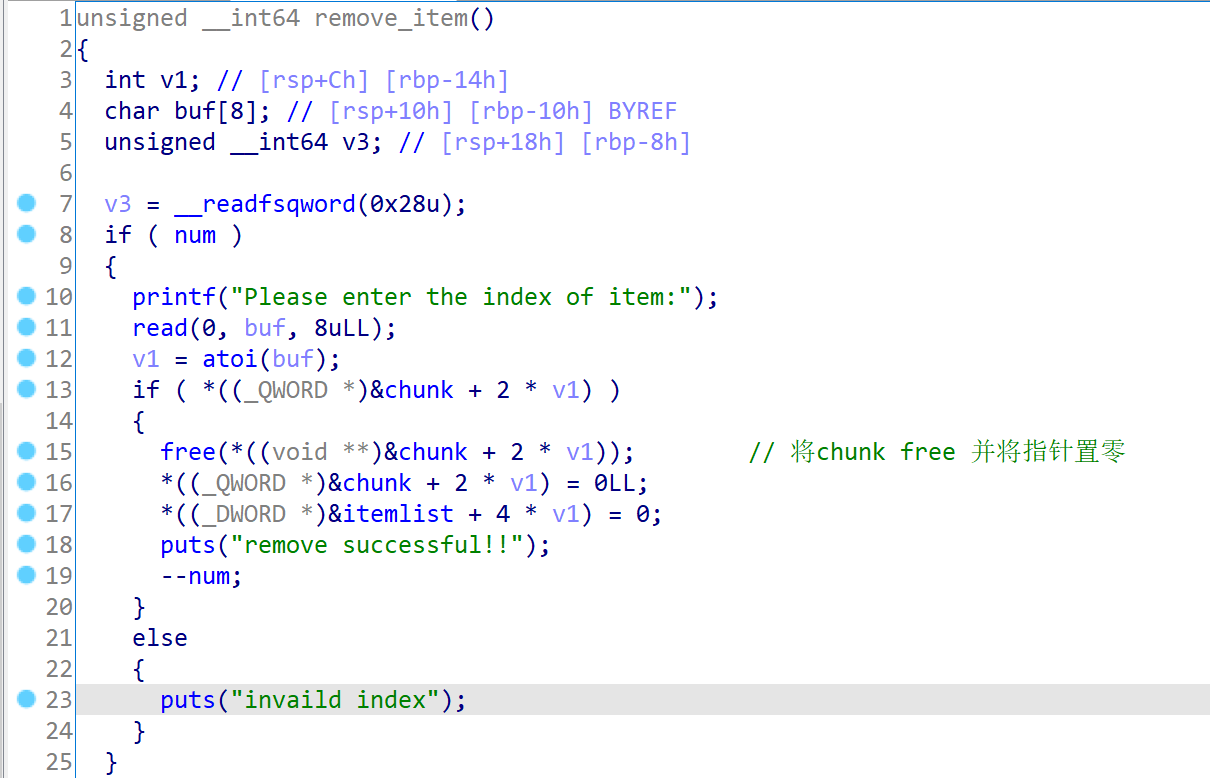 1 unsigned __int64 remove_item()
2 {
3   int v1; // [rsp+Ch] [rbp-14h]
4   char buf[8]; // [rsp+10h] [rbp-10h] BYREF
5   unsigned __int64 v3; // [rsp+18h] [rbp-8h]
6
7   v3 = __readfsqword(0x28u);
8   if ( num )
9   {
10     printf("Please enter the index of item:");
11     read(0, buf, 8uLL);
12     v1 = atoi(buf);
13     if ( *((_QWORD *)&chunk + 2 * v1) )
14     {
15       free(*((void **)&chunk + 2 * v1));         // 将chunk free 并将指针置零
16       *((_QWORD *)&chunk + 2 * v1) = 0LL;
17       *((_DWORD *)&itemlist + 4 * v1) = 0;
18       puts("remove successful!!");
19       --num;
20     }
21     else
22     {
23       puts("invaild index");
24     }
25   }